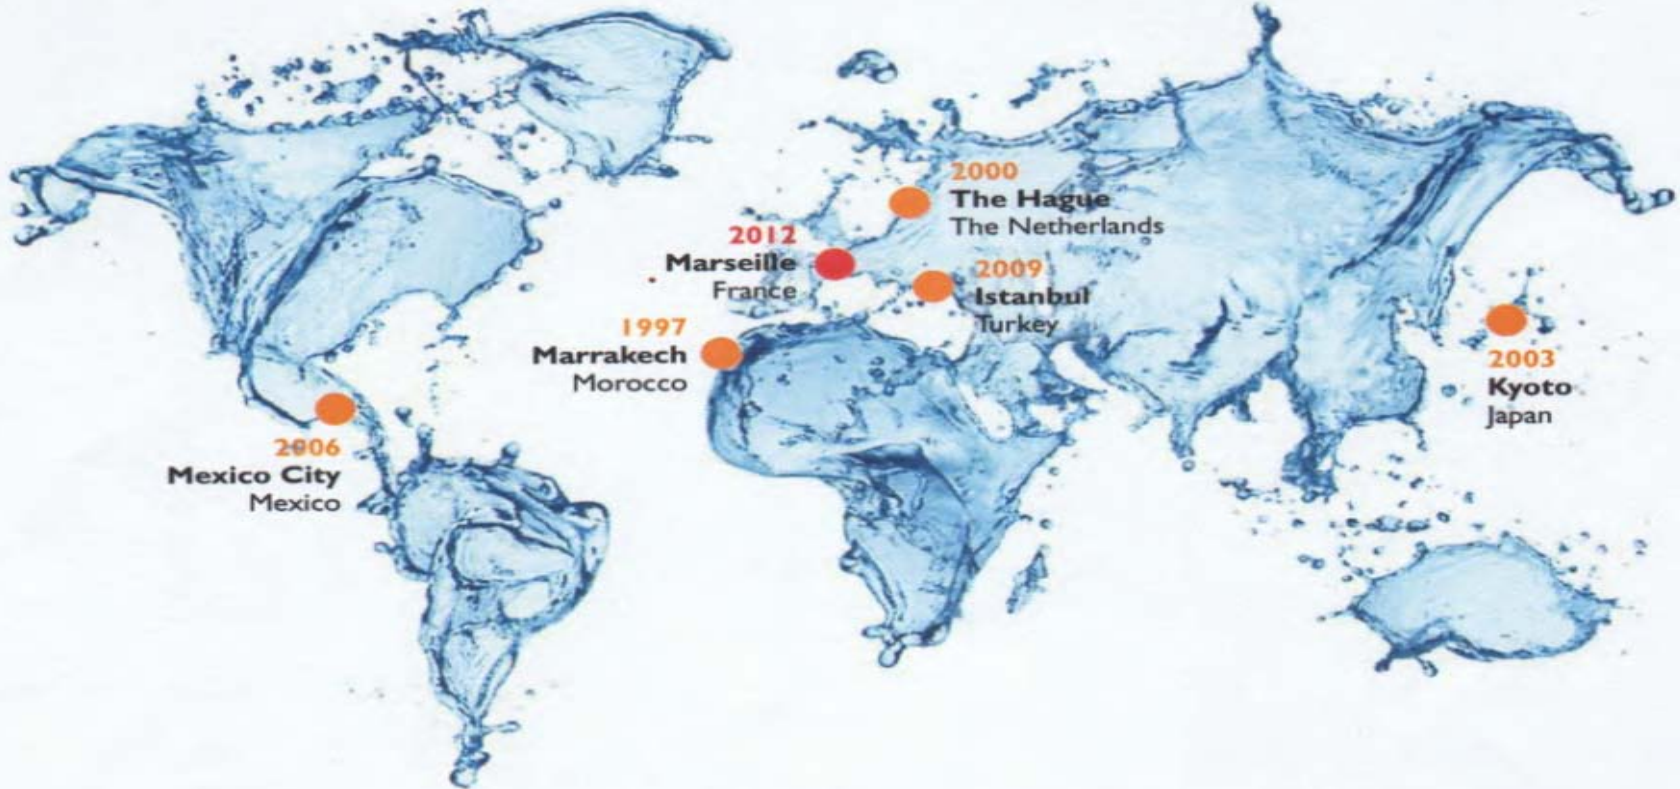 2000
The Hague
The Netherlands
2012
Marseille
France
2009
Istanbul
Turkey
1997
Marrakech
Morocco
2003
Kyoto
Japan
2006
Mexico City
Mexico